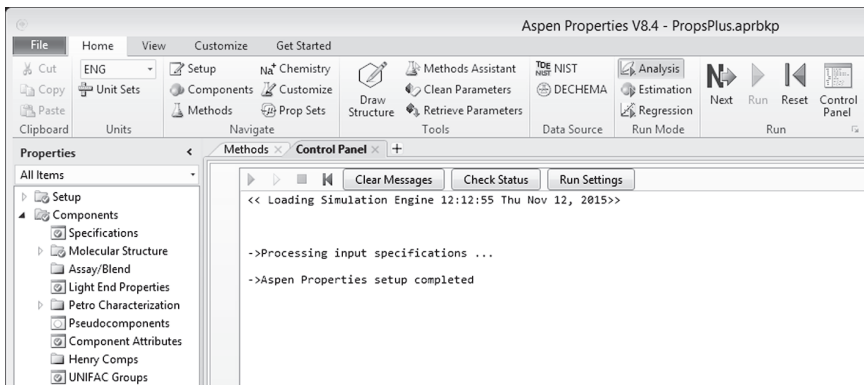 Aspen Properties V8.4 - PropsPlus.aprbkp
File Home View Customize Get Started
Cut ENG Setup Na+ Chemistry Methods Assistant TDE NIST NIST Analysis
Copy Unit Sets Components Customize Clean Parameters DECHEMA Estimation
Paste Methods Prop Sets Draw Structure Retrieve Parameters Regression Next Run Reset Control Panel
Clipboard Units Navigate Tools Data Source Run Mode Run
Properties < Methods × Control Panel × +
All Items Clear Messages Check Status Run Settings
Setup << Loading Simulation Engine 12:12:55 Thu Nov 12, 2015>>
Components
Specifications
Molecular Structure ->Processing input specifications ...
Assay/Blend
Light End Properties ->Aspen Properties setup completed
Petro Characterization
Pseudocomponents
Component Attributes
Henry Comps
UNIFAC Groups